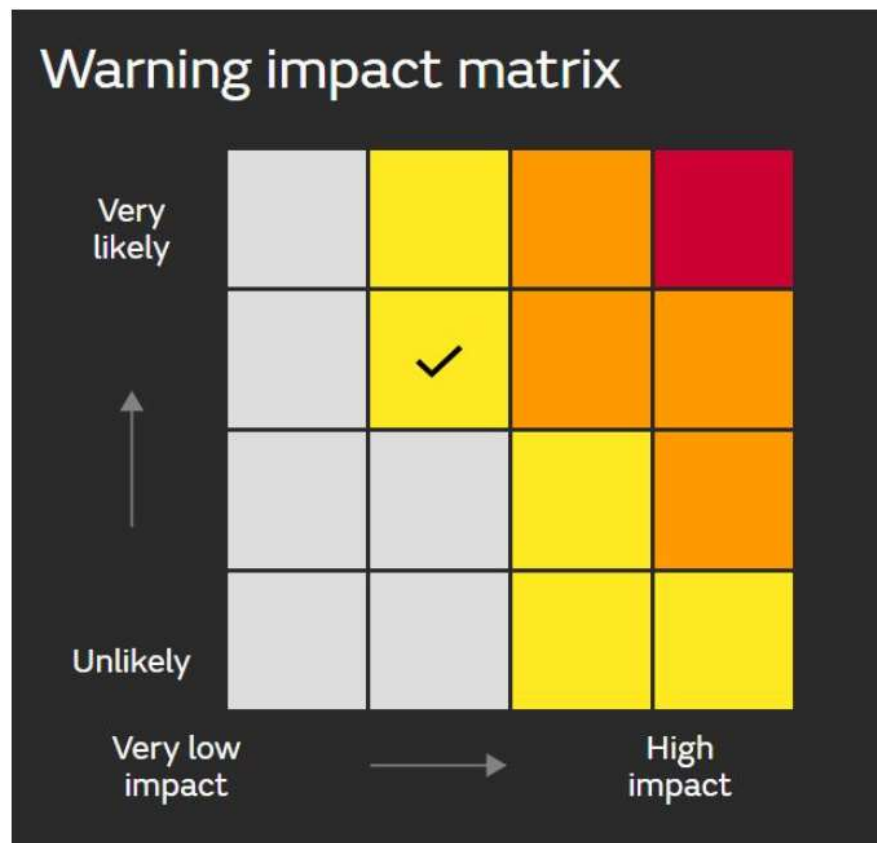 Warning impact matrix
Very
likely
Unlikely
Very low
impact
High
impact